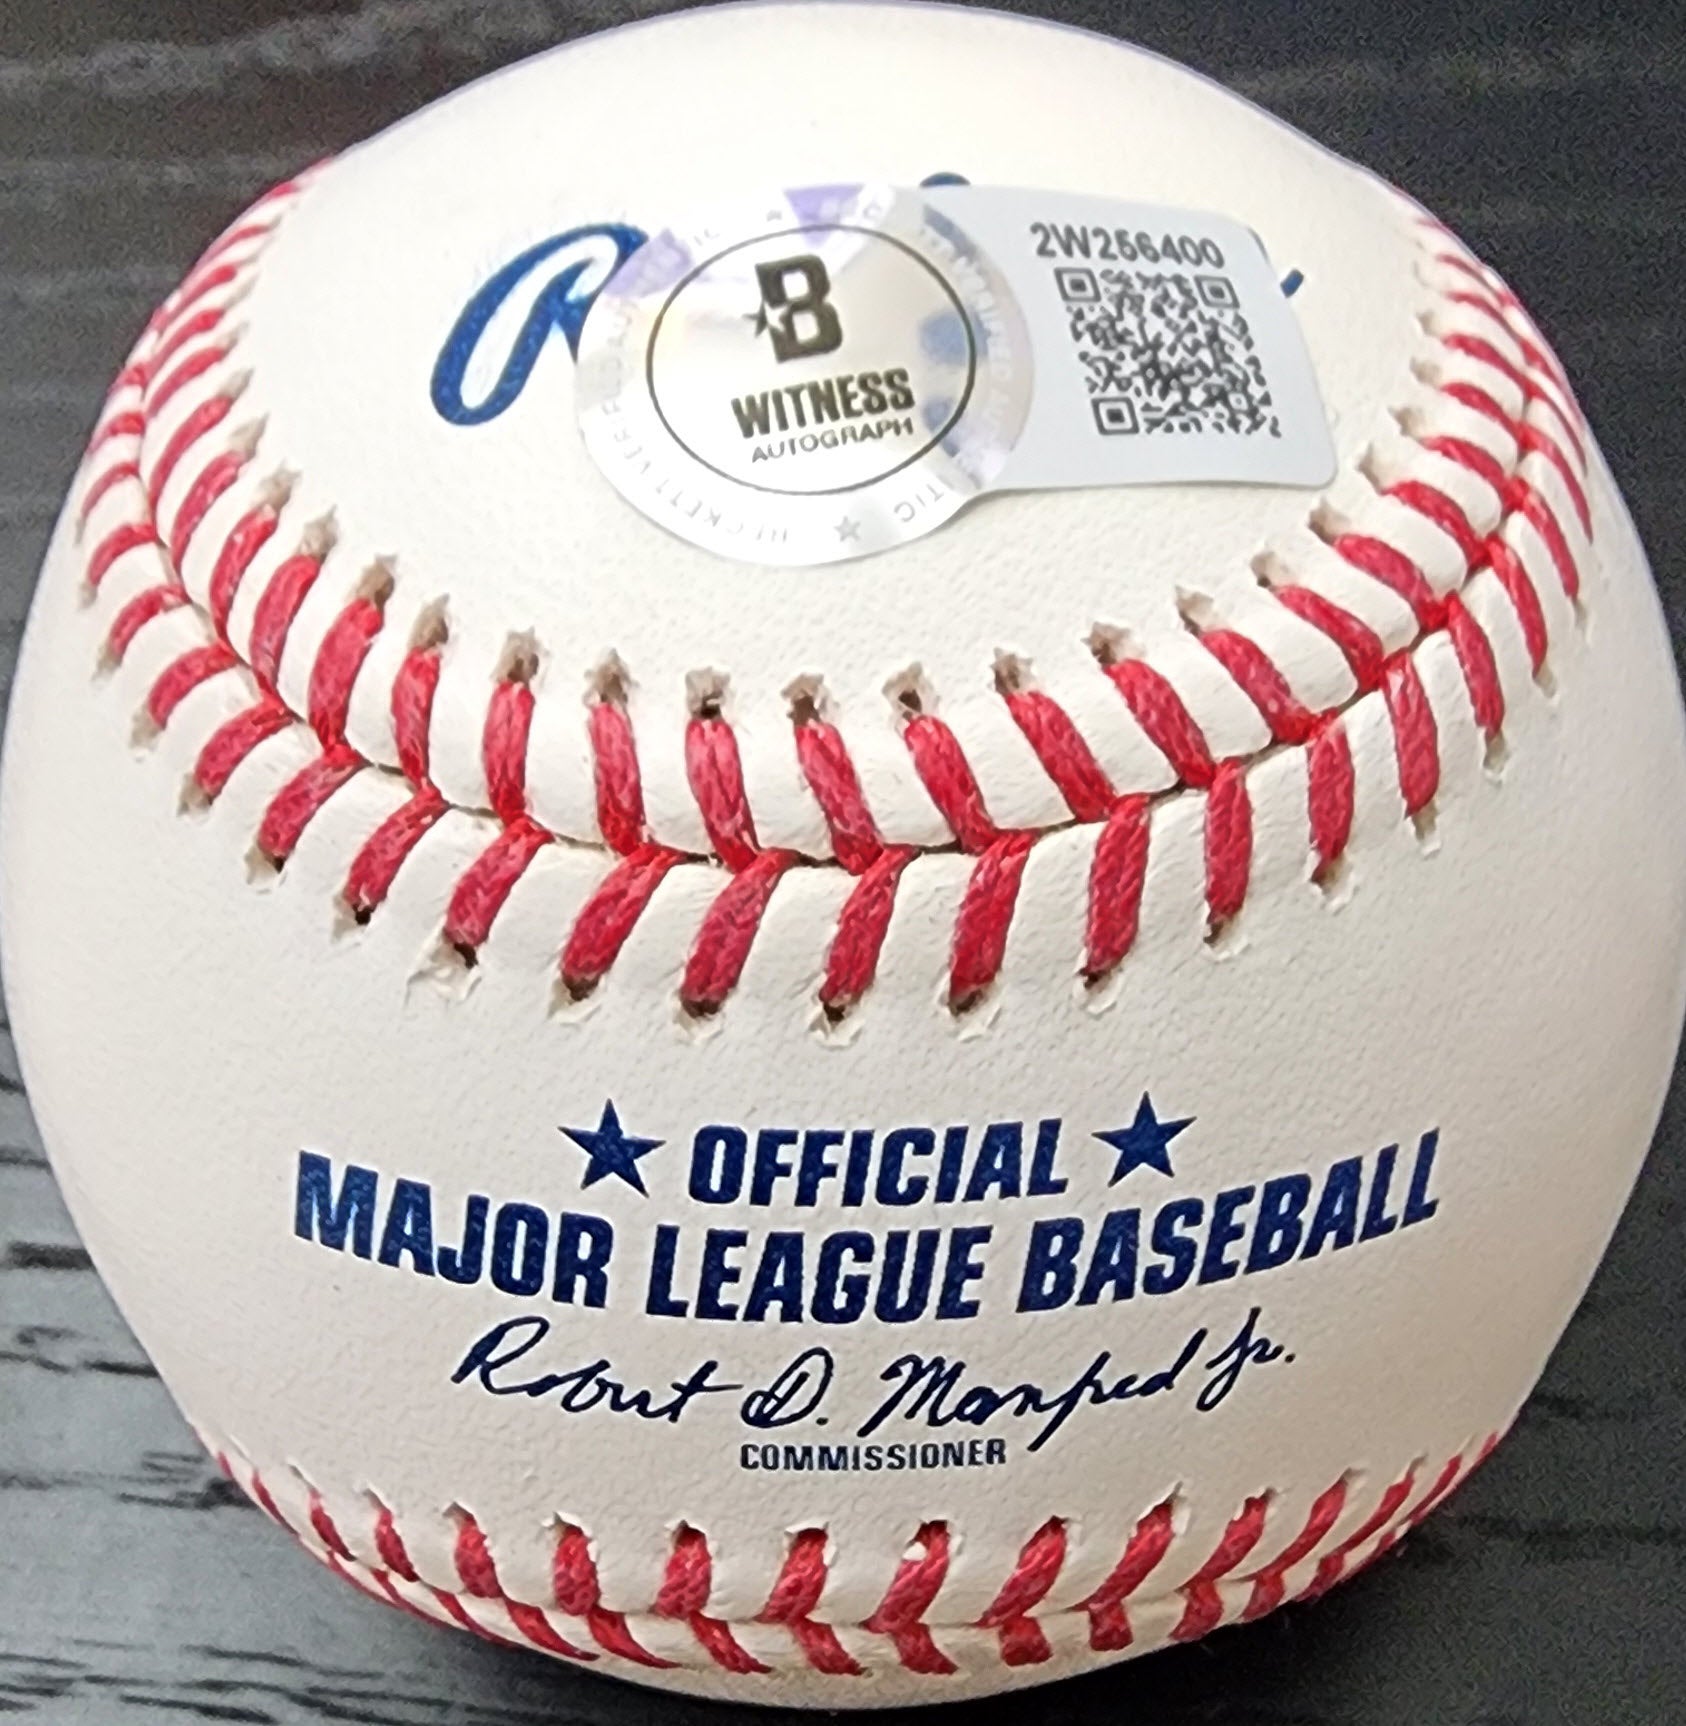 2W256400
B
WITNESS
AUTOGRAPH
★ OFFICIAL ★
MAJOR LEAGUE BASEBALL
Robert D. Manfred Jr.
COMMISSIONER